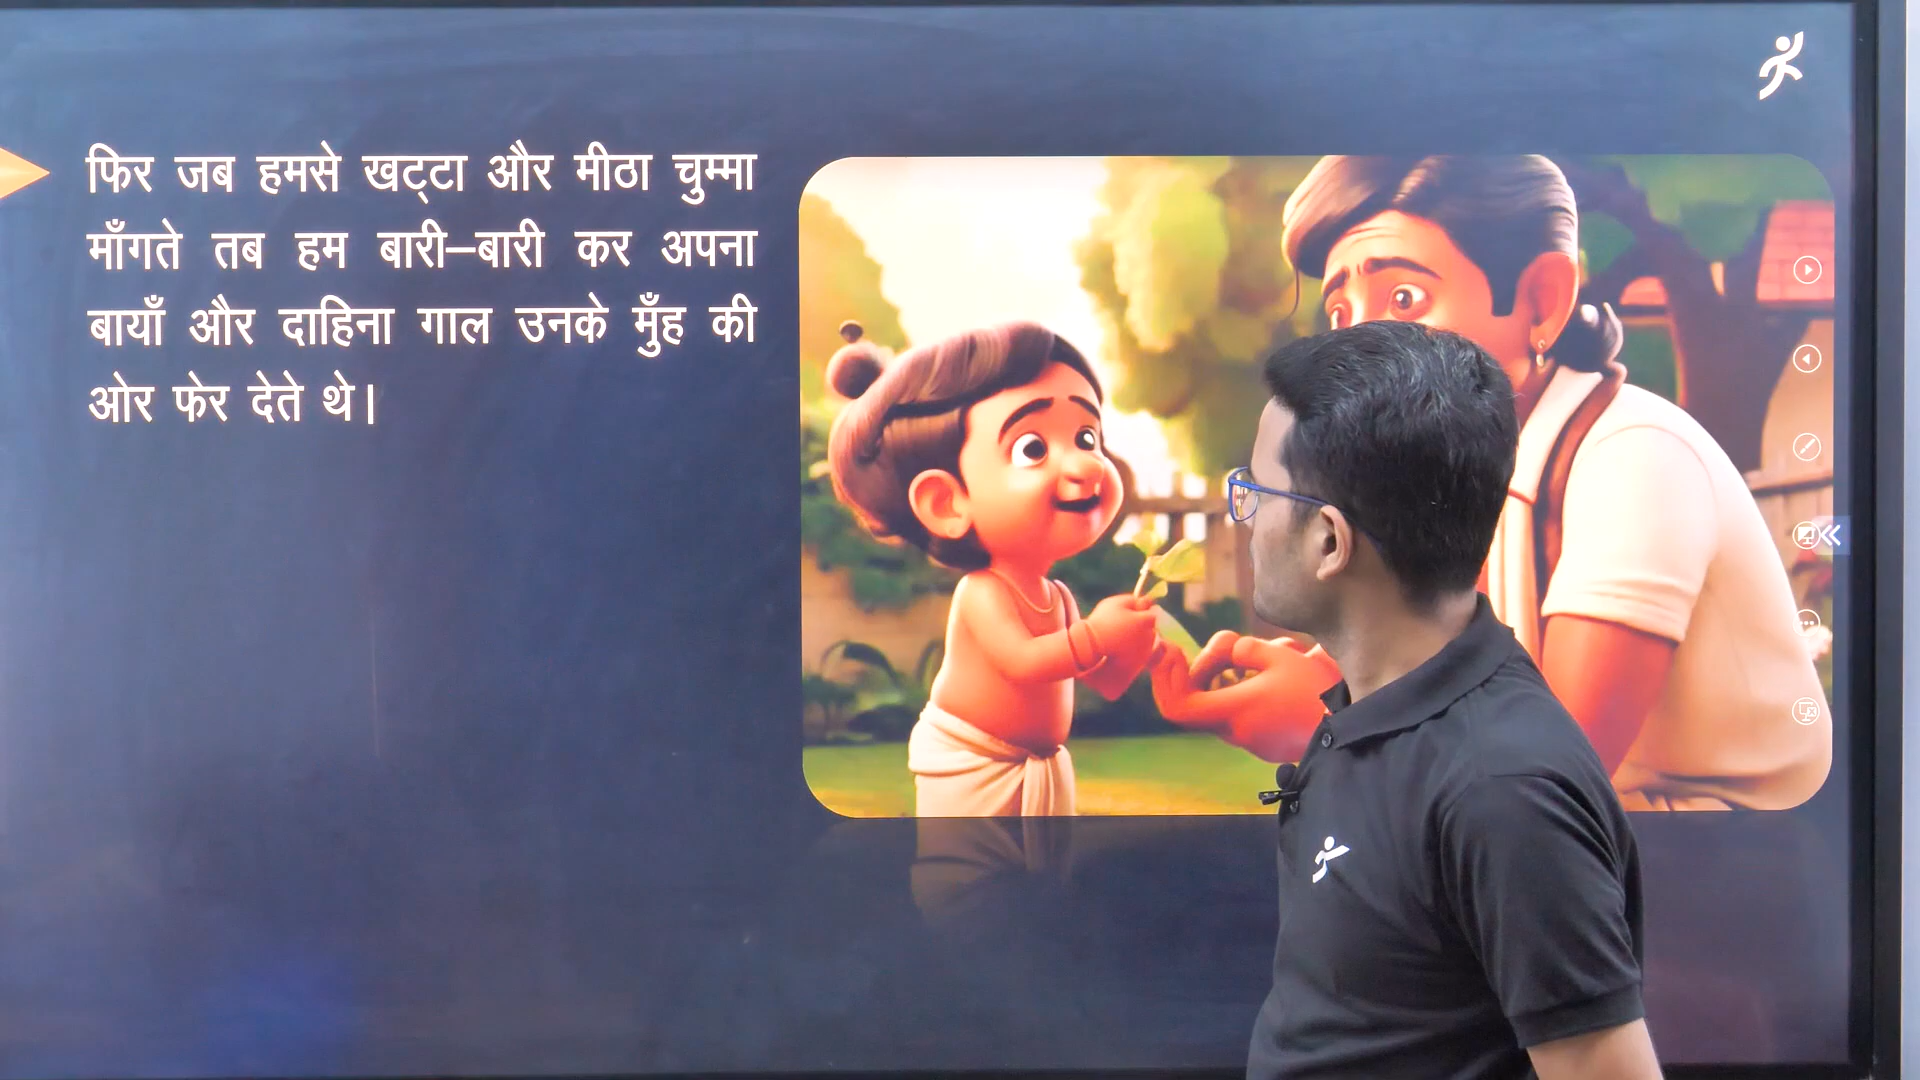 फिर जब हमसे खट्टा और मीठा चुम्मा
माँगते तब हम बारी–बारी कर अपना
बायाँ और दाहिना गाल उनके मुँह की
ओर फेर देते थे।